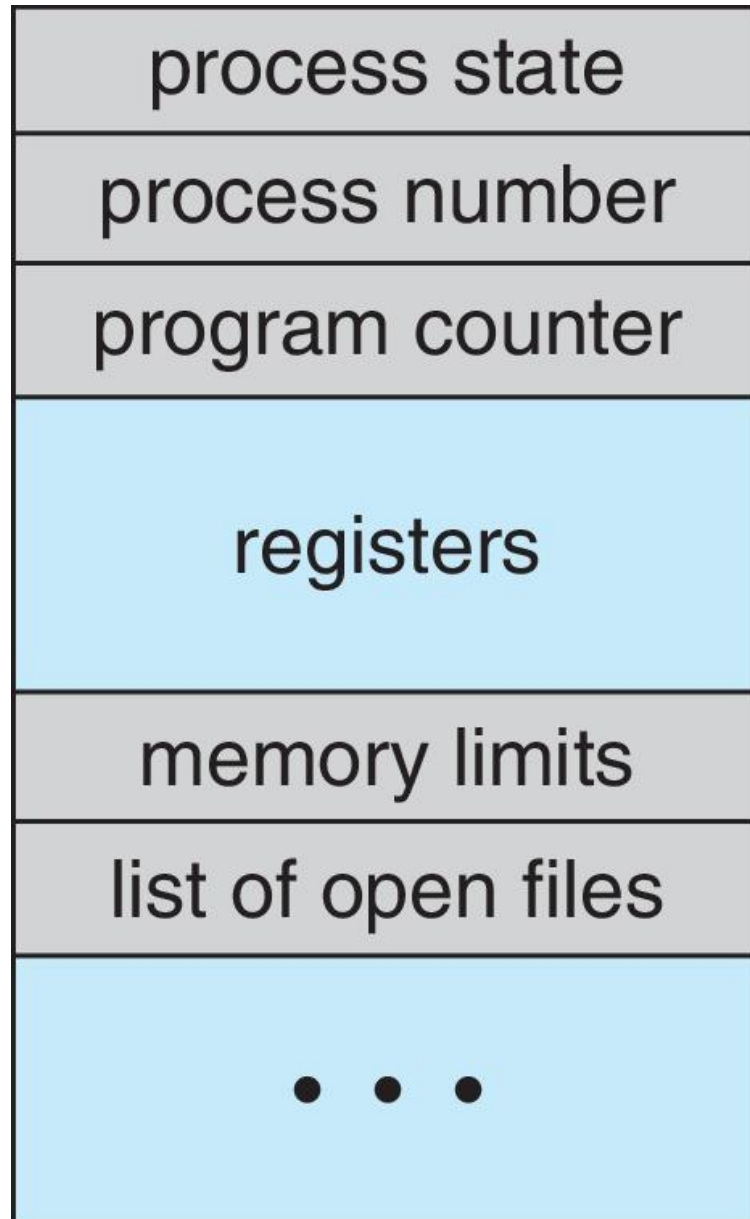 process state
process number
program counter
registers
memory limits
list of open files
• • •